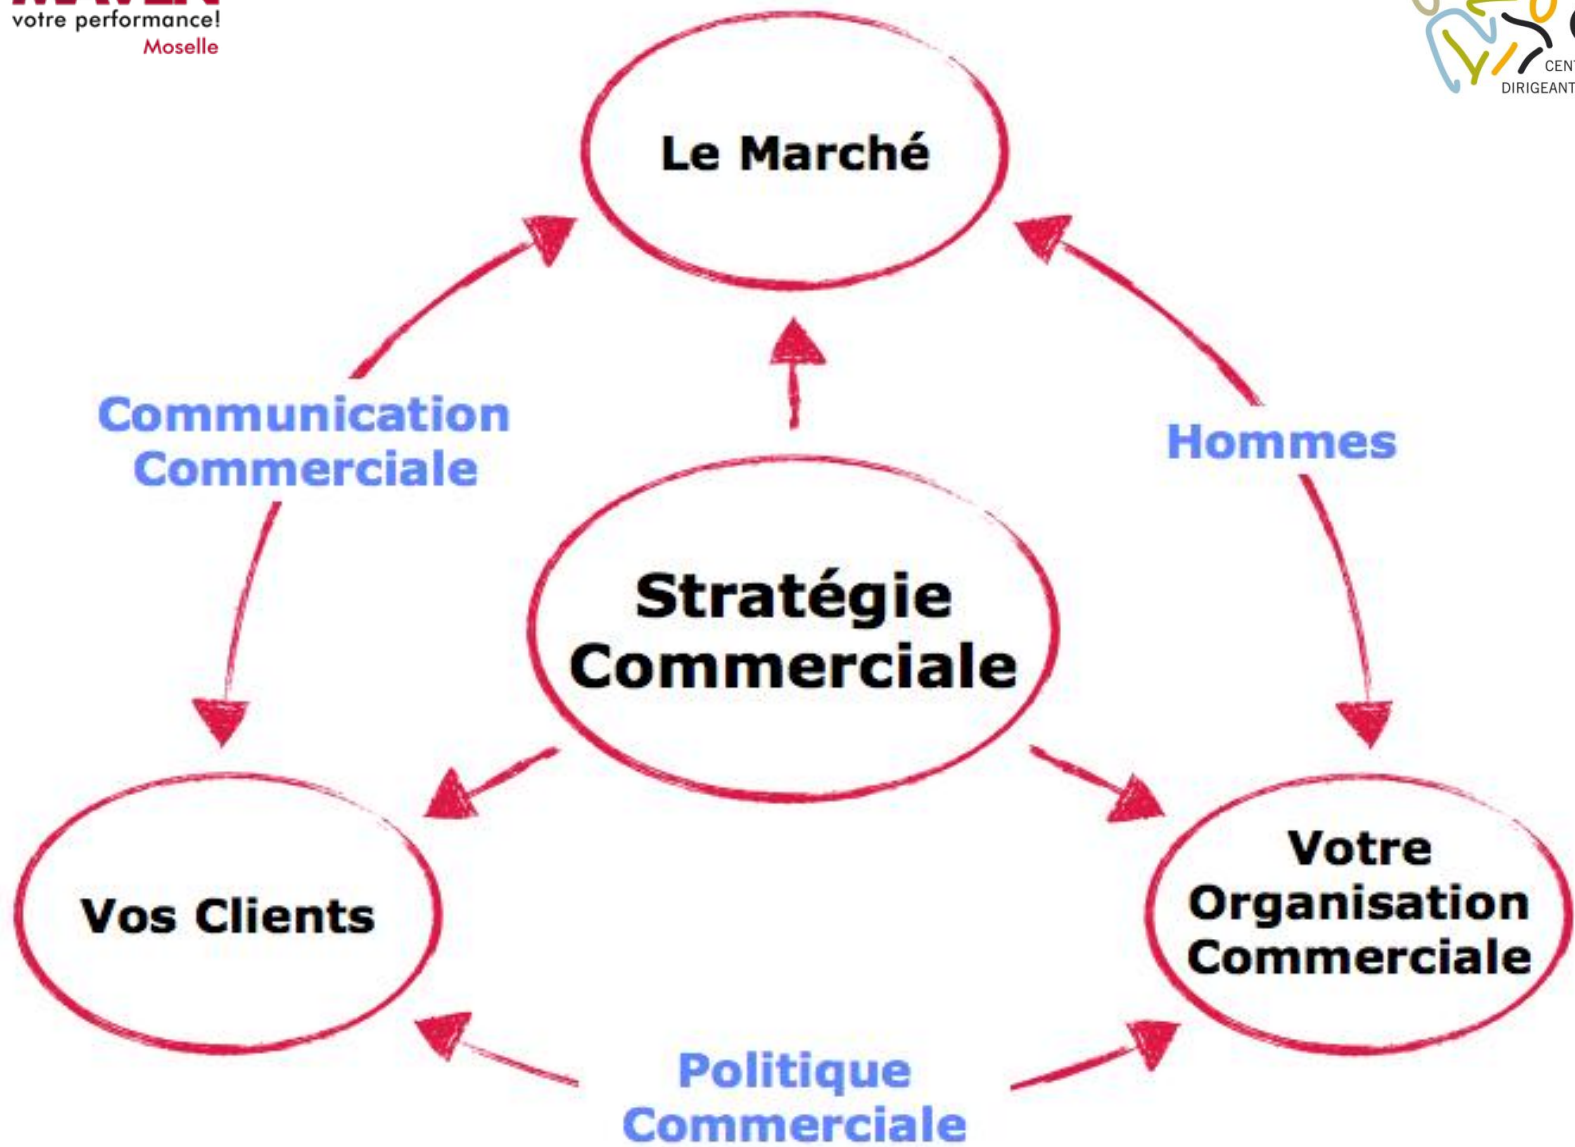 votre performance!
Moselle
DIRIGEANT
Le Marché
Communication
Commerciale
Hommes
Stratégie
Commerciale
Vos Clients
Votre
Organisation
Commerciale
Politique
Commerciale